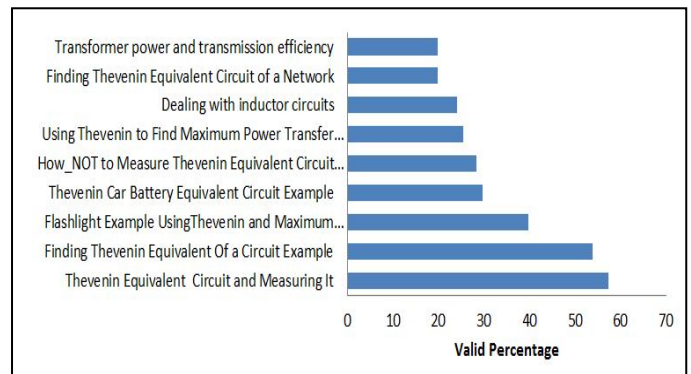 Transformer power and transmission efficiency
Finding Thevenin Equivalent Circuit of a Network
Dealing with inductor circuits
Using Thevenin to Find Maximum Power Transfer...
How_NOT to Measure Thevenin Equivalent Circuit...
Thevenin Car Battery Equivalent Circuit Example
Flashlight Example UsingThevenin and Maximum...
Finding Thevenin Equivalent Of a Circuit Example
Thevenin Equivalent Circuit and Measuring It
0 10 20 30 40 50 60 70
Valid Percentage